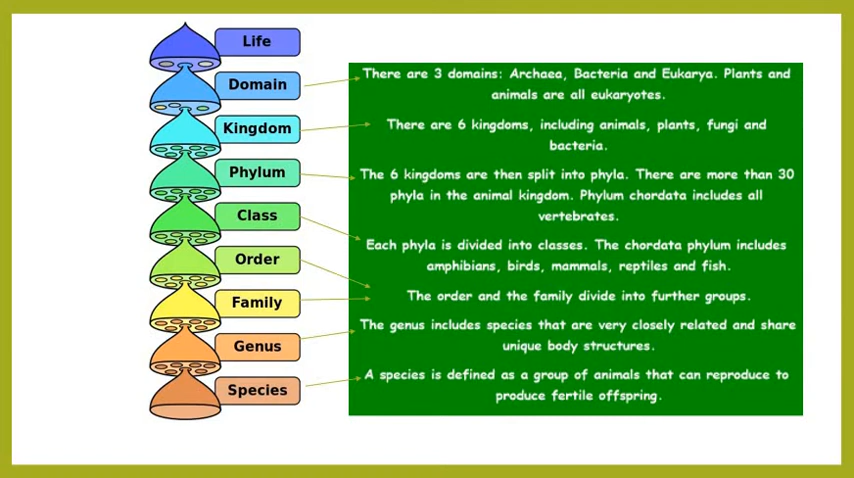 Life
Domain
Kingdom
Phylum
Class
Order
Family
Genus
Species
There are 3 domains: Archaea, Bacteria and Eukarya. Plants and
animals are all eukaryotes.
There are 6 kingdoms, including animals, plants, fungi and
bacteria.
The 6 kingdoms are then split into phyla. There are more than 30
phyla in the animal kingdom. Phylum chordata includes all
vertebrates.
Each phyla is divided into classes. The chordata phylum includes
amphibians, birds, mammals, reptiles and fish.
The order and the family divide into further groups.
The genus includes species that are very closely related and share
unique body structures.
A species is defined as a group of animals that can reproduce to
produce fertile offspring.